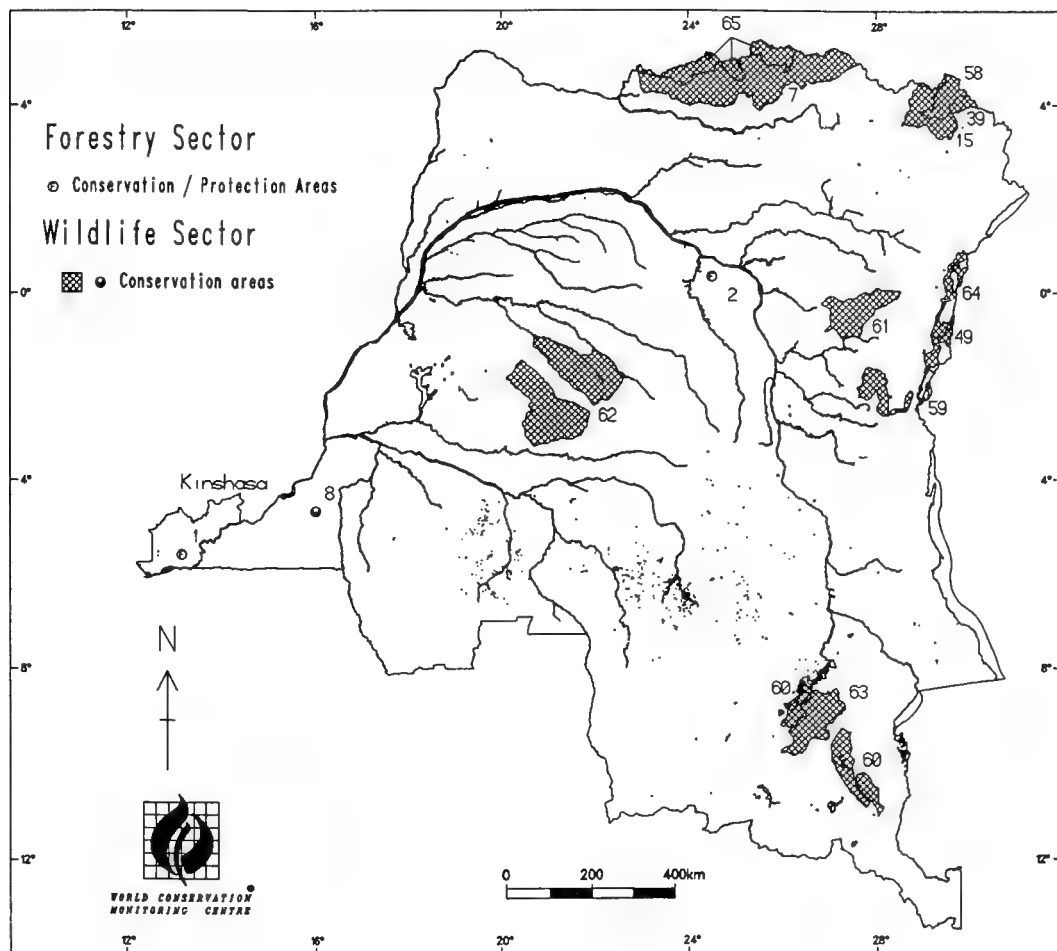 12° 16° 20° 24° 65 28°
58
4° 7 39 4°
15
Forestry Sector
Conservation / Protection Areas
Wildlife Sector
Conservation areas
0° 2 64 0°
61 49
62 59
4° Kinshasa 8 4°
N
8° 60 63 8°
60
12° 12°
0 200 400km
WORLD CONSERVATION
MONITORING CENTRE
12° 16° 20° 24° 28°